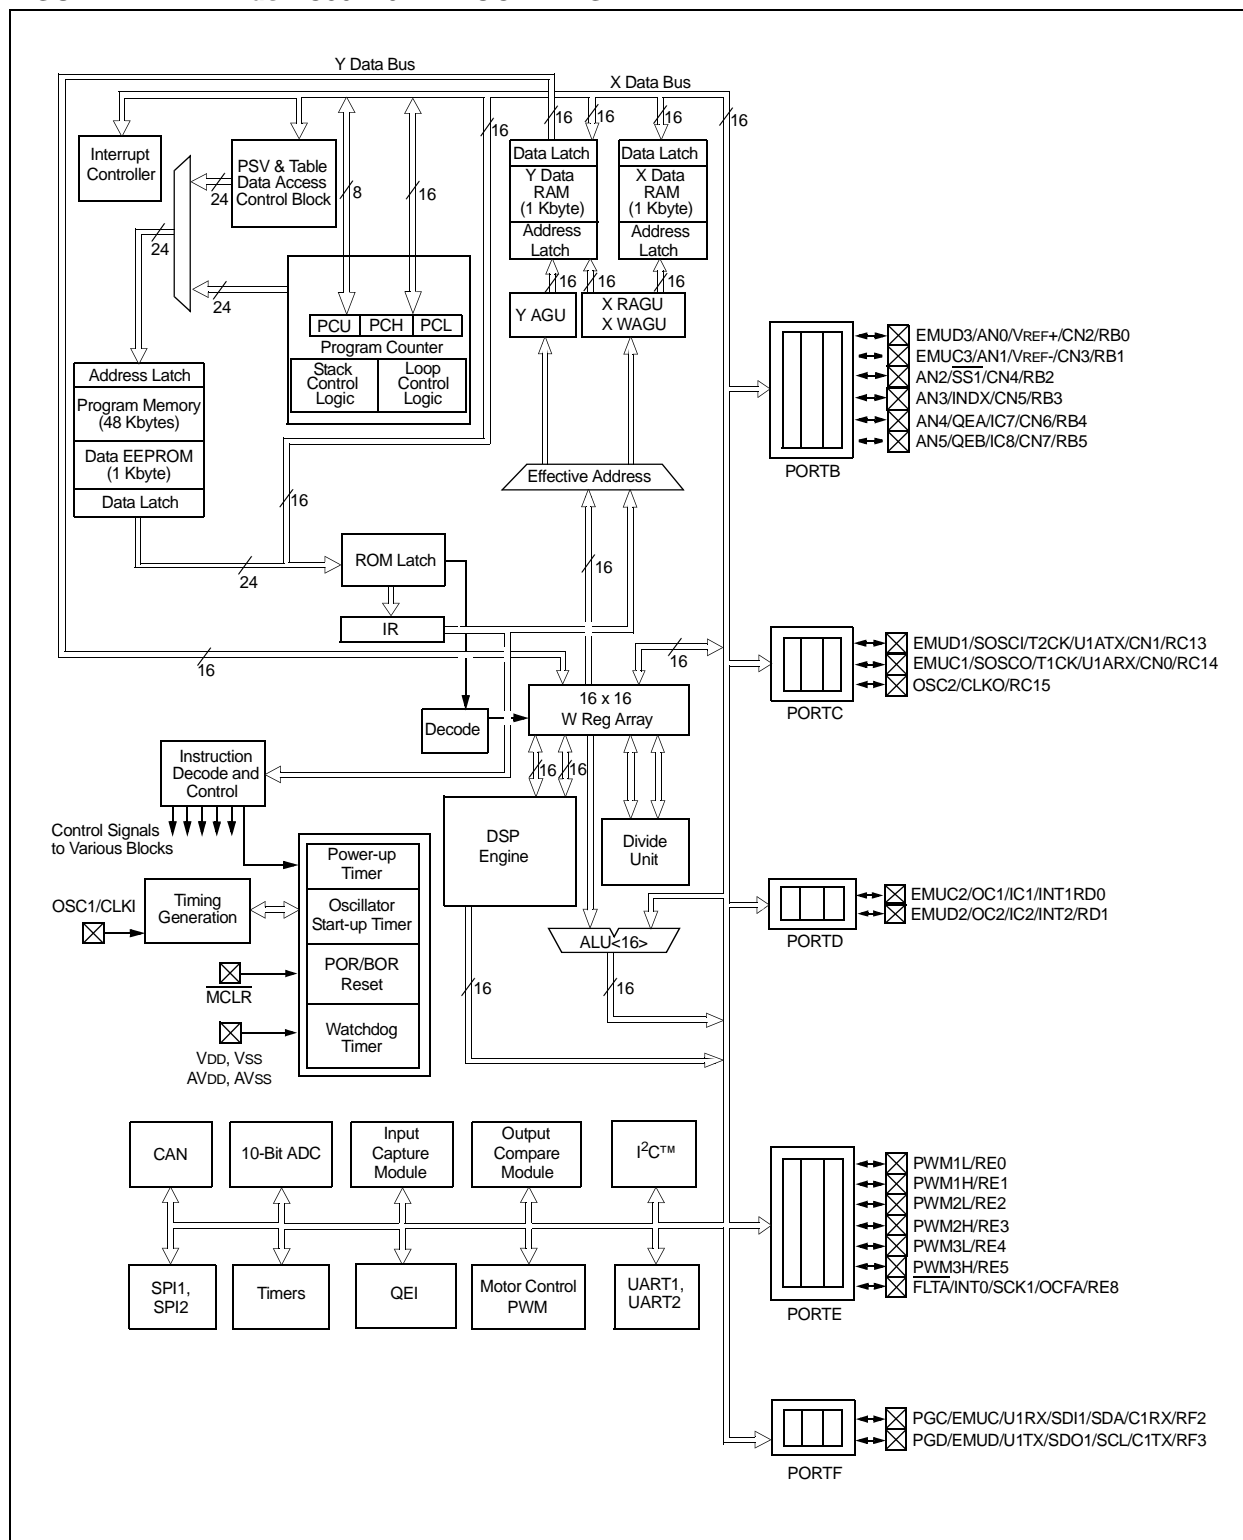 Y Data Bus
X Data Bus
16
16
16
16
16
Interrupt
Controller
PSV & Table
Data Access
Control Block
24
24
24
8
16
Data Latch
Y Data
RAM
(1 Kbyte)
Address
Latch
Data Latch
X Data
RAM
(1 Kbyte)
Address
Latch
16
16
16
Y AGU
X RAGU
X WAGU
PCU
PCH
PCL
Program Counter
Stack
Control
Logic
Loop
Control
Logic
Address Latch
Program Memory
(48 Kbytes)
Data EEPROM
(1 Kbyte)
Data Latch
Effective Address
16
24
ROM Latch
16
IR
16
16
16 x 16
W Reg Array
Decode
Instruction
Decode and
Control
16
16
Control Signals
to Various Blocks
DSP
Engine
Divide
Unit
Power-up
Timer
Oscillator
Start-up Timer
POR/BOR
Reset
Watchdog
Timer
OSC1/CLKI
Timing
Generation
MCLR
VDD, VSS
AVDD, AVSS
ALU<16>
16
16
CAN
10-Bit ADC
Input
Capture
Module
Output
Compare
Module
I²C™
SPI1,
SPI2
Timers
QEI
Motor Control
PWM
UART1,
UART2
EMUD3/AN0/VREF+/CN2/RB0
EMUC3/AN1/VREF-/CN3/RB1
AN2/SS1/CN4/RB2
AN3/INDX/CN5/RB3
AN4/QEA/IC7/CN6/RB4
AN5/QEB/IC8/CN7/RB5
PORTB
EMUD1/SOSCI/T2CK/U1ATX/CN1/RC13
EMUC1/SOSCO/T1CK/U1ARX/CN0/RC14
OSC2/CLKO/RC15
PORTC
EMUC2/OC1/IC1/INT1RD0
EMUD2/OC2/IC2/INT2/RD1
PORTD
PWM1L/RE0
PWM1H/RE1
PWM2L/RE2
PWM2H/RE3
PWM3L/RE4
PWM3H/RE5
FLTA/INT0/SCK1/OCFA/RE8
PORTE
PGC/EMUC/U1RX/SDI1/SDA/C1RX/RF2
PGD/EMUD/U1TX/SDO1/SCL/C1TX/RF3
PORTF